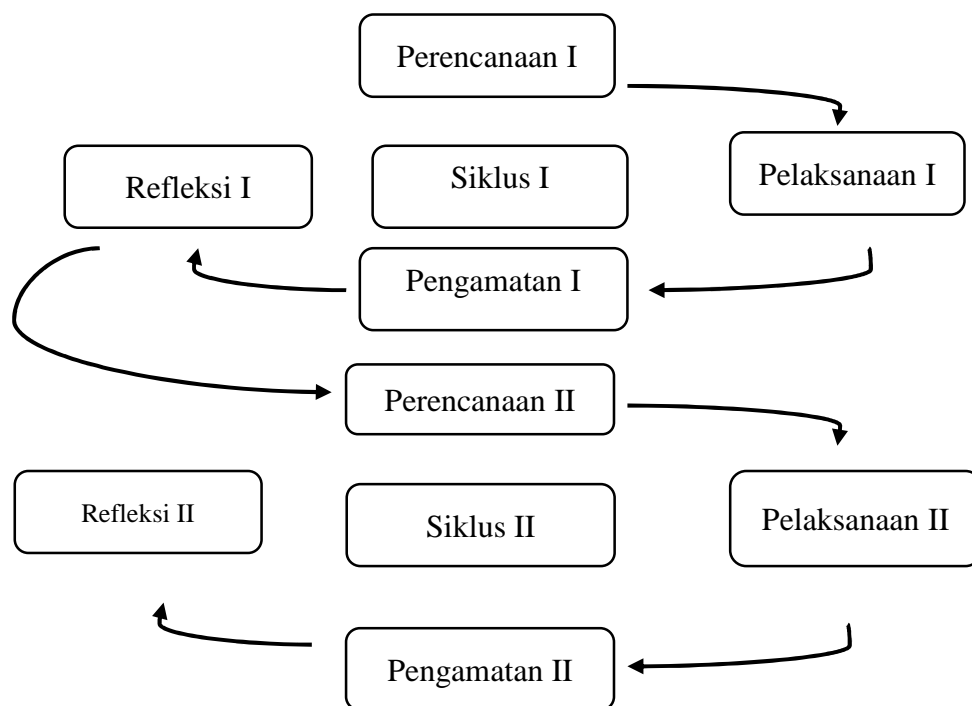 Perencanaan I
Refleksi I
Siklus I
Pelaksanaan I
Pengamatan I
Perencanaan II
Refleksi II
Siklus II
Pelaksanaan II
Pengamatan II